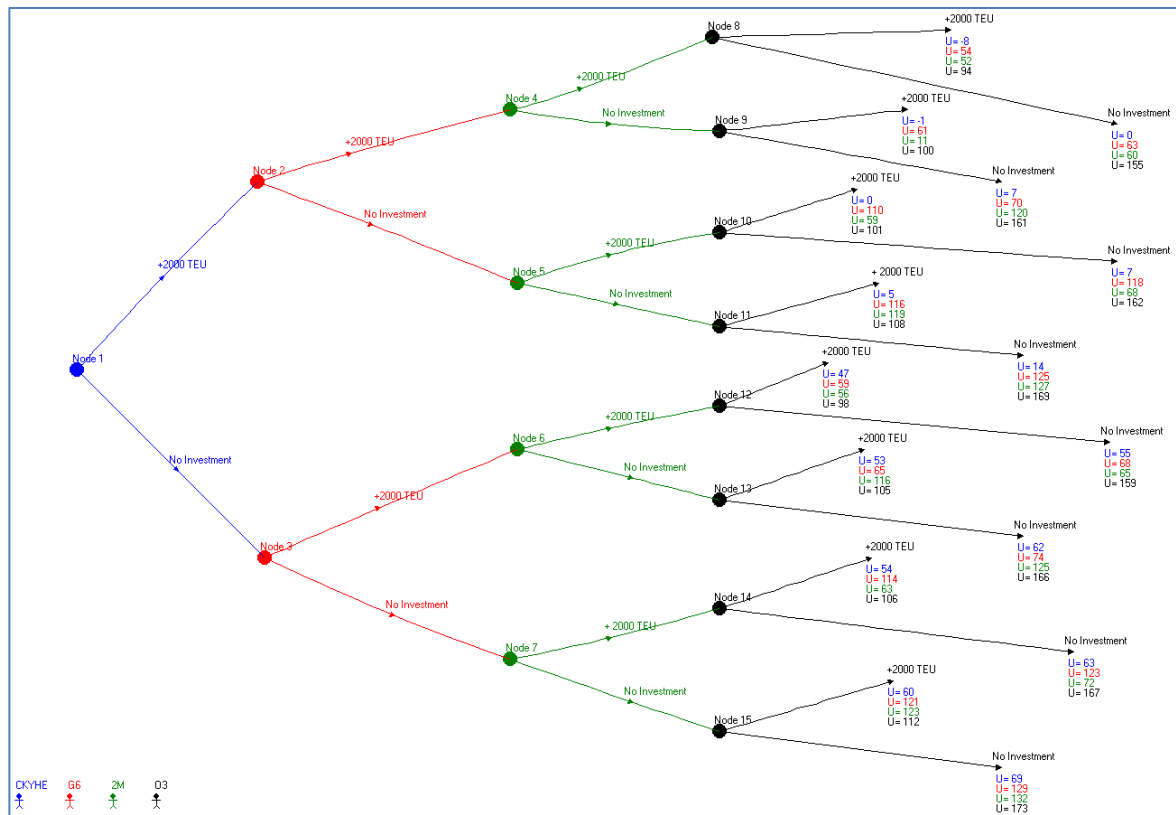 Node 8
+2000 TEU
U= -8
U= 54
U= 52
U= 94
No Investment
U= 0
U= 63
U= 60
U= 155
+2000 TEU
Node 4
No Investment
Node 9
+2000 TEU
U= -1
U= 61
U= 11
U= 100
No Investment
U= 7
U= 70
U= 120
U= 161
+2000 TEU
Node 2
No Investment
Node 10
+2000 TEU
U= 0
U= 110
U= 59
U= 101
No Investment
U= 7
U= 118
U= 68
U= 162
+2000 TEU
Node 5
No Investment
Node 11
+ 2000 TEU
U= 5
U= 116
U= 119
U= 108
No Investment
U= 14
U= 125
U= 127
U= 169
+2000 TEU
Node 1
No Investment
Node 12
+2000 TEU
U= 47
U= 59
U= 56
U= 98
No Investment
U= 55
U= 68
U= 65
U= 159
+2000 TEU
Node 6
No Investment
Node 13
+2000 TEU
U= 53
U= 65
U= 116
U= 105
No Investment
U= 62
U= 74
U= 125
U= 166
+2000 TEU
Node 3
No Investment
Node 14
+2000 TEU
U= 54
U= 114
U= 63
U= 106
No Investment
U= 63
U= 123
U= 72
U= 167
+ 2000 TEU
Node 7
No Investment
Node 15
+2000 TEU
U= 60
U= 121
U= 123
U= 112
No Investment
U= 69
U= 129
U= 132
U= 173
CKYHE G6 2M O3